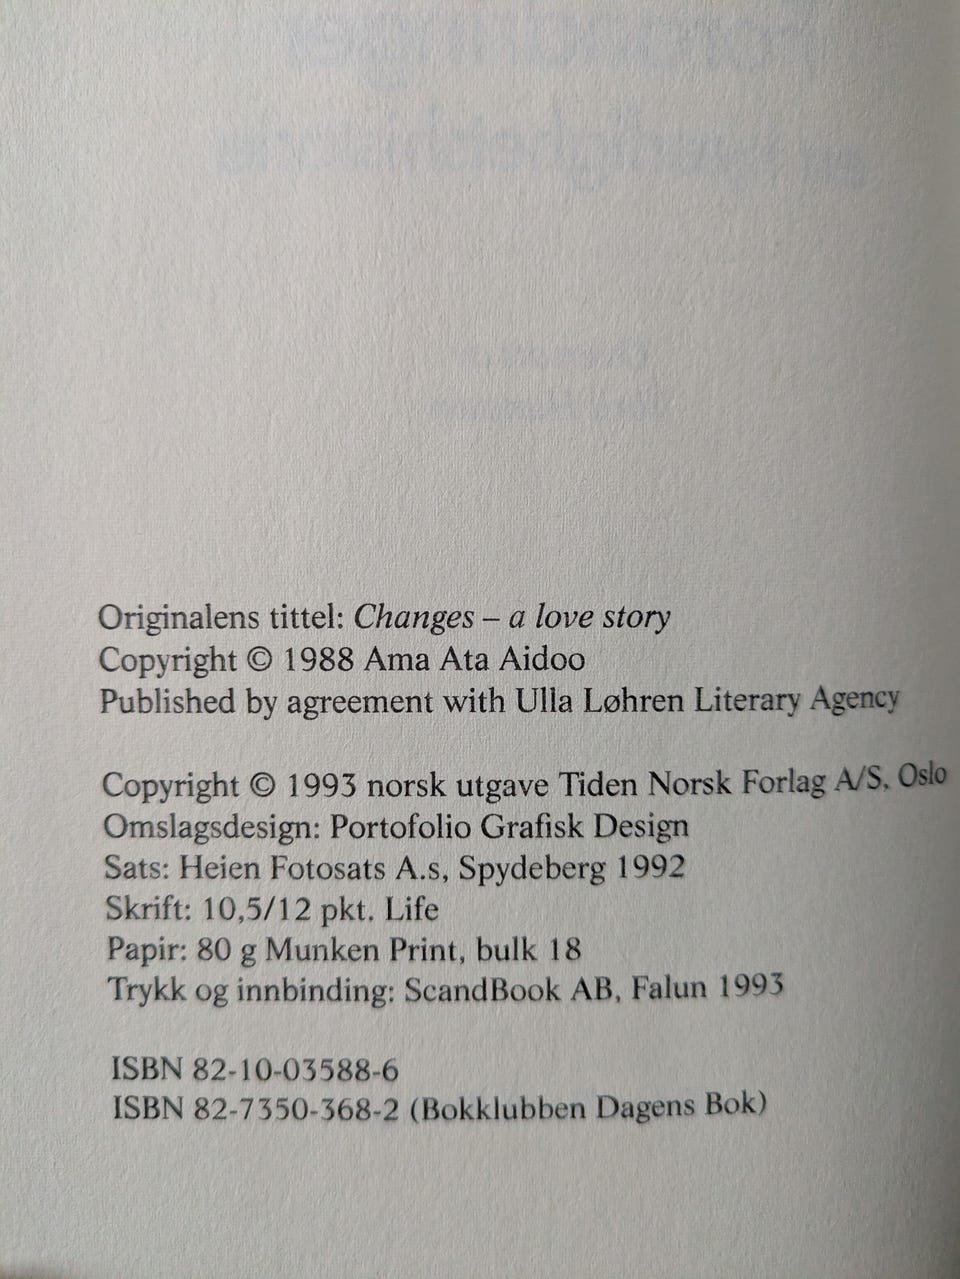 Originalens tittel: Changes – a love story
Copyright © 1988 Ama Ata Aidoo
Published by agreement with Ulla Løhren Literary Agency
Copyright © 1993 norsk utgave Tiden Norsk Forlag A/S, Oslo
Omslagsdesign: Portofolio Grafisk Design
Sats: Heien Fotosats A.s, Spydeberg 1992
Skrift: 10,5/12 pkt. Life
Papir: 80 g Munken Print, bulk 18
Trykk og innbinding: ScandBook AB, Falun 1993
ISBN 82-10-03588-6
ISBN 82-7350-368-2 (Bokklubben Dagens Bok)